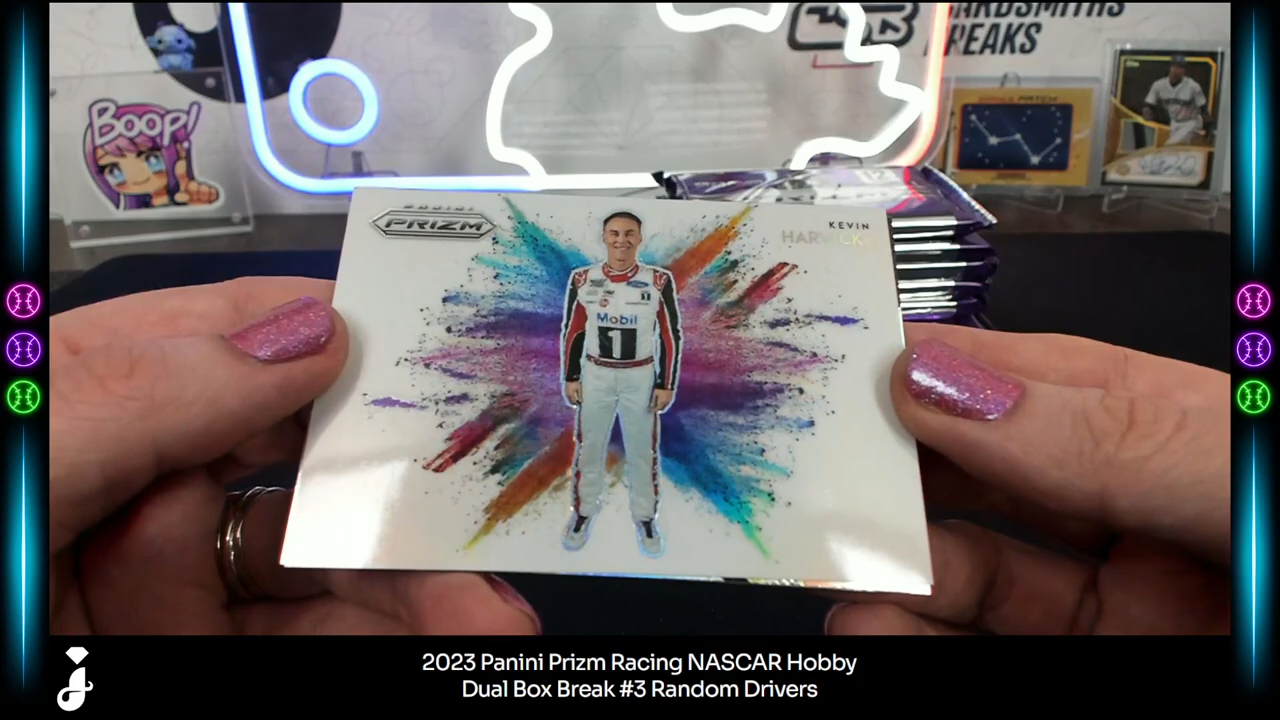 CARDSMITHS
BREAKS
BOOP!
PANINI
PRIZM
KEVIN
HARVICK
Mobil
1
2023 Panini Prizm Racing NASCAR Hobby
Dual Box Break #3 Random Drivers